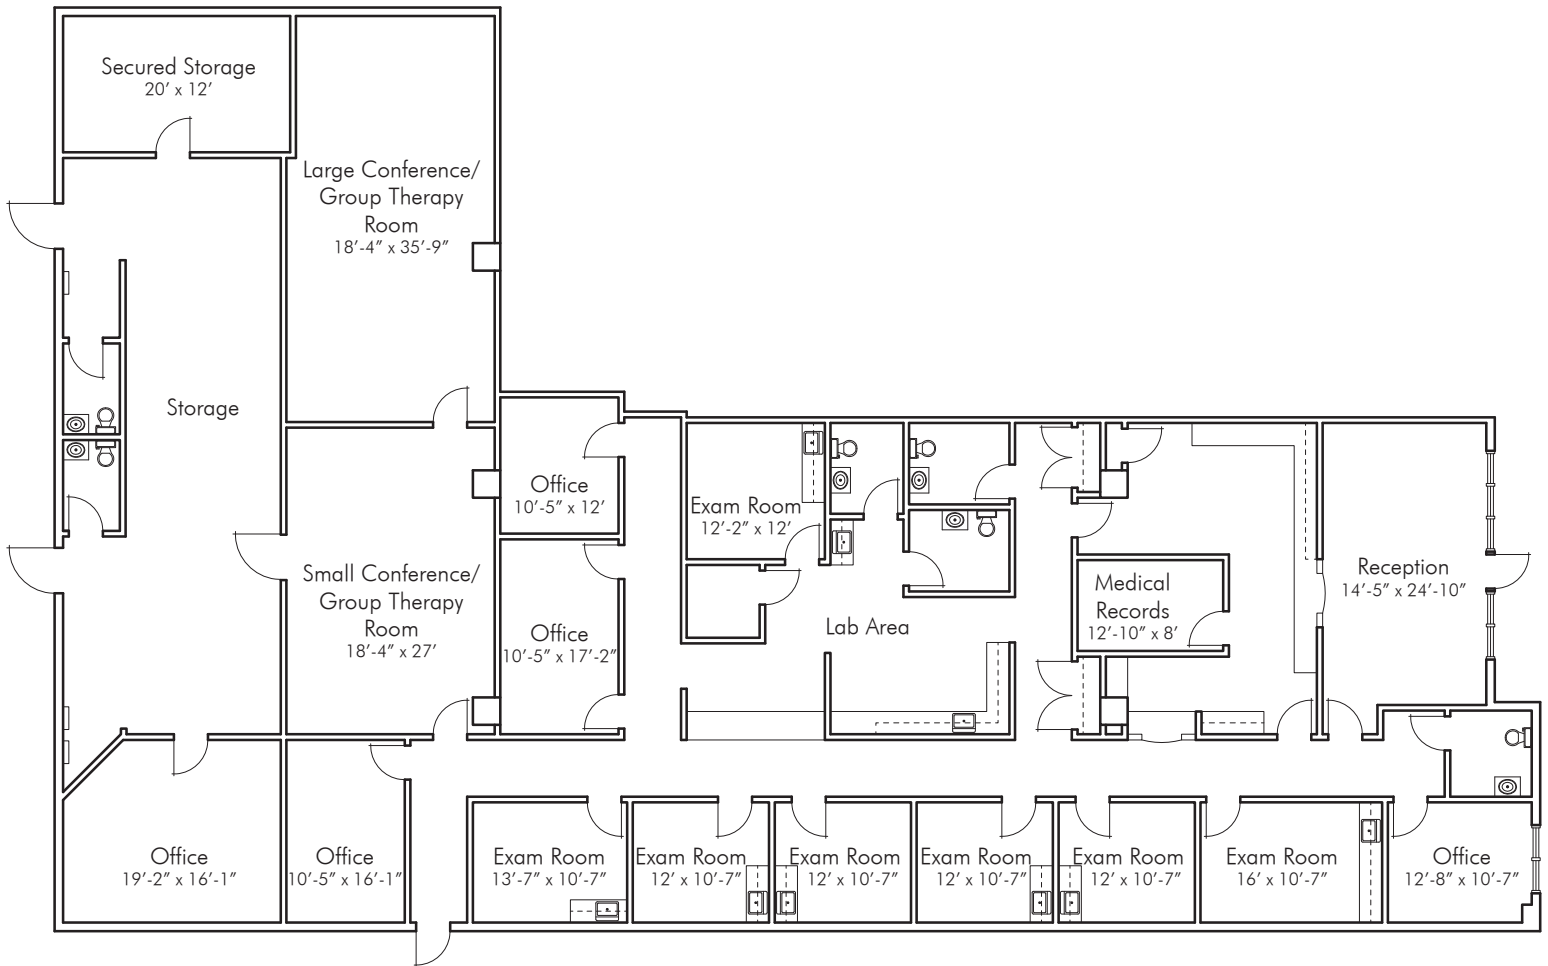 Secured Storage
20’ x 12’
Large Conference/
Group Therapy
Room
18’-4” x 35’-9”
Storage
Office
10’-5” x 12’
Exam Room
12’-2” x 12’
Small Conference/
Group Therapy
Room
18’-4” x 27’
Office
10’-5” x 17’-2”
Lab Area
Medical
Records
12’-10” x 8’
Reception
14’-5” x 24’-10”
Office
19’-2” x 16’-1”
Office
10’-5” x 16’-1”
Exam Room
13’-7” x 10’-7”
Exam Room
12’ x 10’-7”
Exam Room
12’ x 10’-7”
Exam Room
12’ x 10’-7”
Exam Room
12’ x 10’-7”
Exam Room
16’ x 10’-7”
Office
12’-8” x 10’-7”